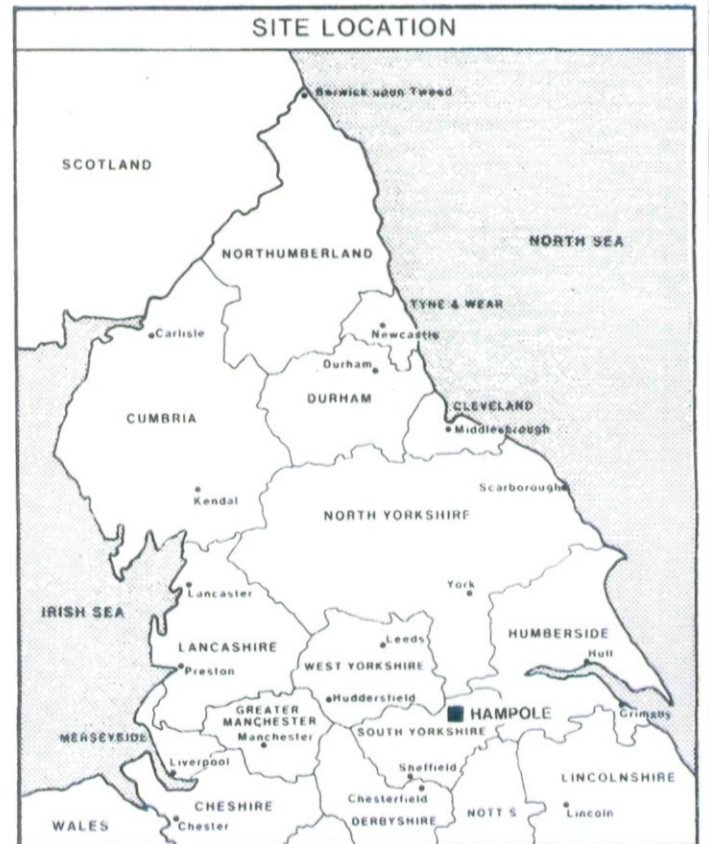 SITE LOCATION
Berwick upon Tweed
SCOTLAND
NORTH SEA
NORTHUMBERLAND
TYNE & WEAR
Carlisle
Newcastle
Durham
DURHAM
CLEVELAND
CUMBRIA
Middlesbrough
Scarborough
Kendal
NORTH YORKSHIRE
York
Lancaster
IRISH SEA
HUMBERSIDE
Leeds
LANCASHIRE
Hull
WEST YORKSHIRE
Preston
Huddersfield
GREATER
MANCHESTER
HAMPOLE
Grimsby
SOUTH YORKSHIRE
MERSEYSIDE
Manchester
Liverpool
Sheffield
LINCOLNSHIRE
Chesterfield
CHESHIRE
NOTTS
Lincoln
DERBYSHIRE
WALES
Chester